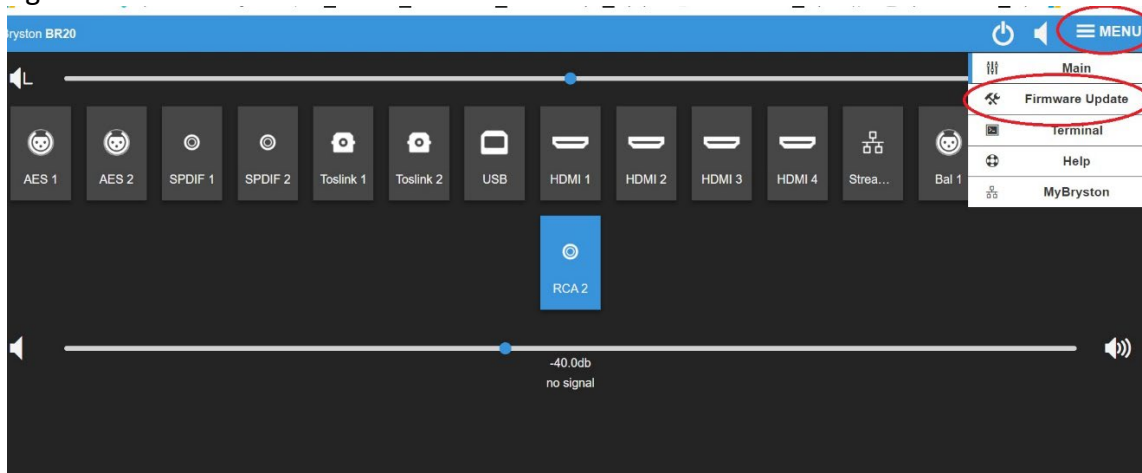 Bryston BR20
MENU
Main
Firmware Update
Terminal
Help
MyBryston
L
AES 1
AES 2
SPDIF 1
SPDIF 2
Toslink 1
Toslink 2
USB
HDMI 1
HDMI 2
HDMI 3
HDMI 4
Strea...
Bal 1
RCA 2
-40.0db
no signal